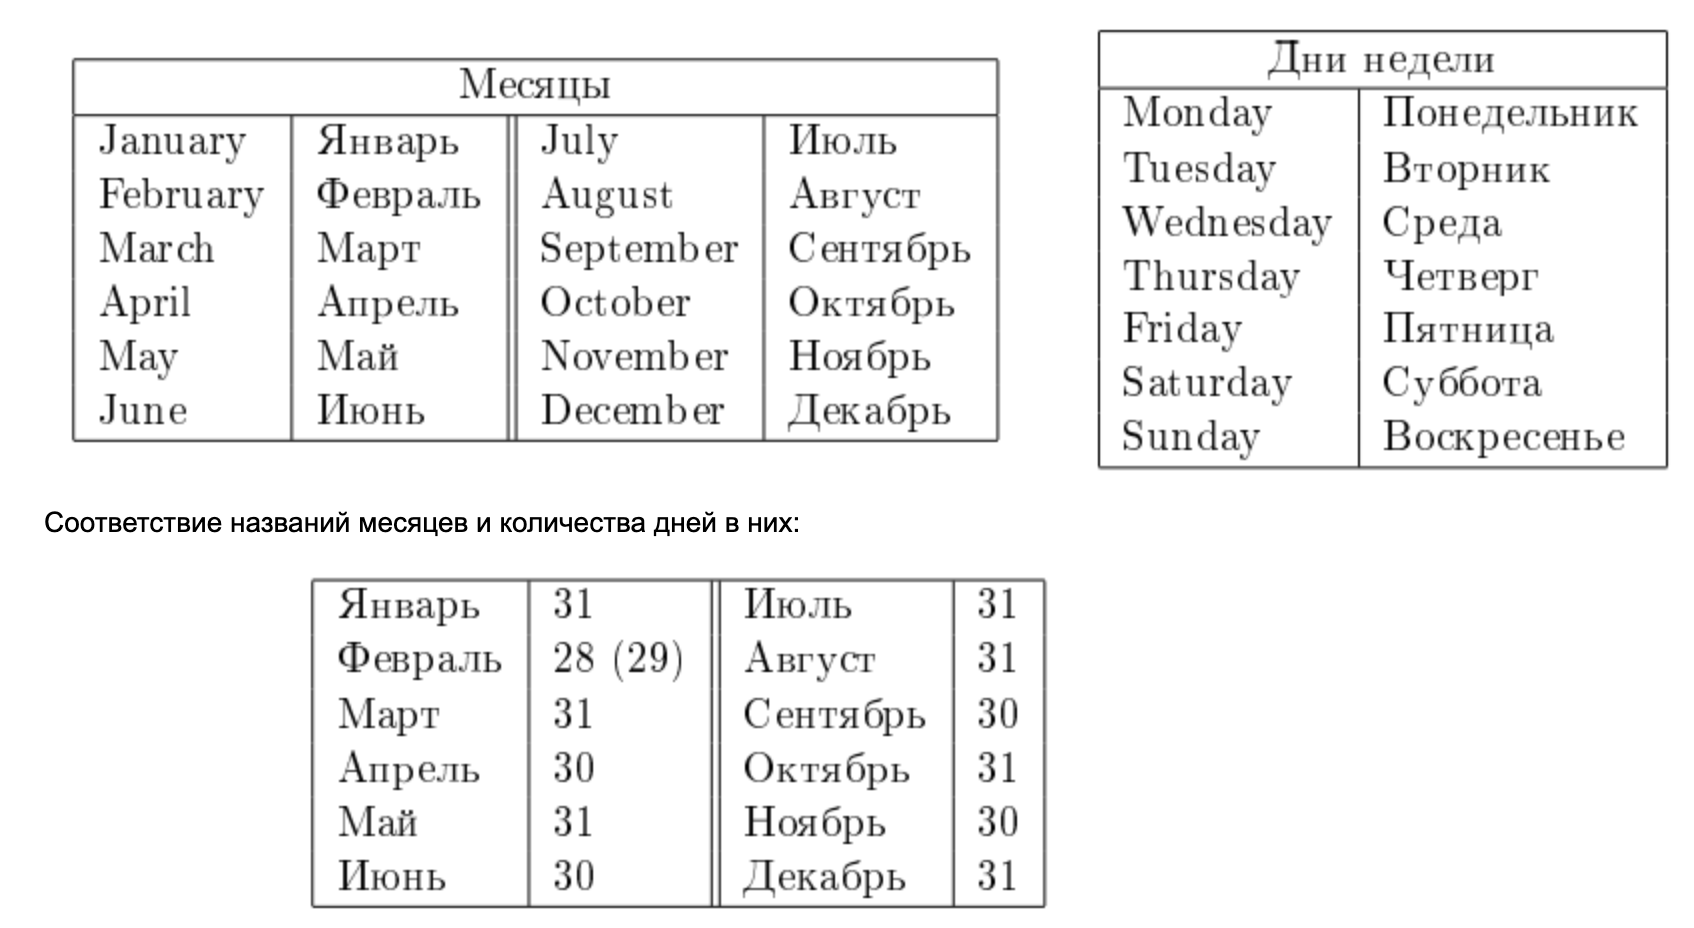 Месяцы
January Январь July Июль
February Февраль August Август
March Март September Сентябрь
April Апрель October Октябрь
May Май November Ноябрь
June Июнь December Декабрь
Дни недели
Monday Понедельник
Tuesday Вторник
Wednesday Среда
Thursday Четверг
Friday Пятница
Saturday Суббота
Sunday Воскресенье
Соответствие названий месяцев и количества дней в них:
Январь 31 Июль 31
Февраль 28 (29) Август 31
Март 31 Сентябрь 30
Апрель 30 Октябрь 31
Май 31 Ноябрь 30
Июнь 30 Декабрь 31